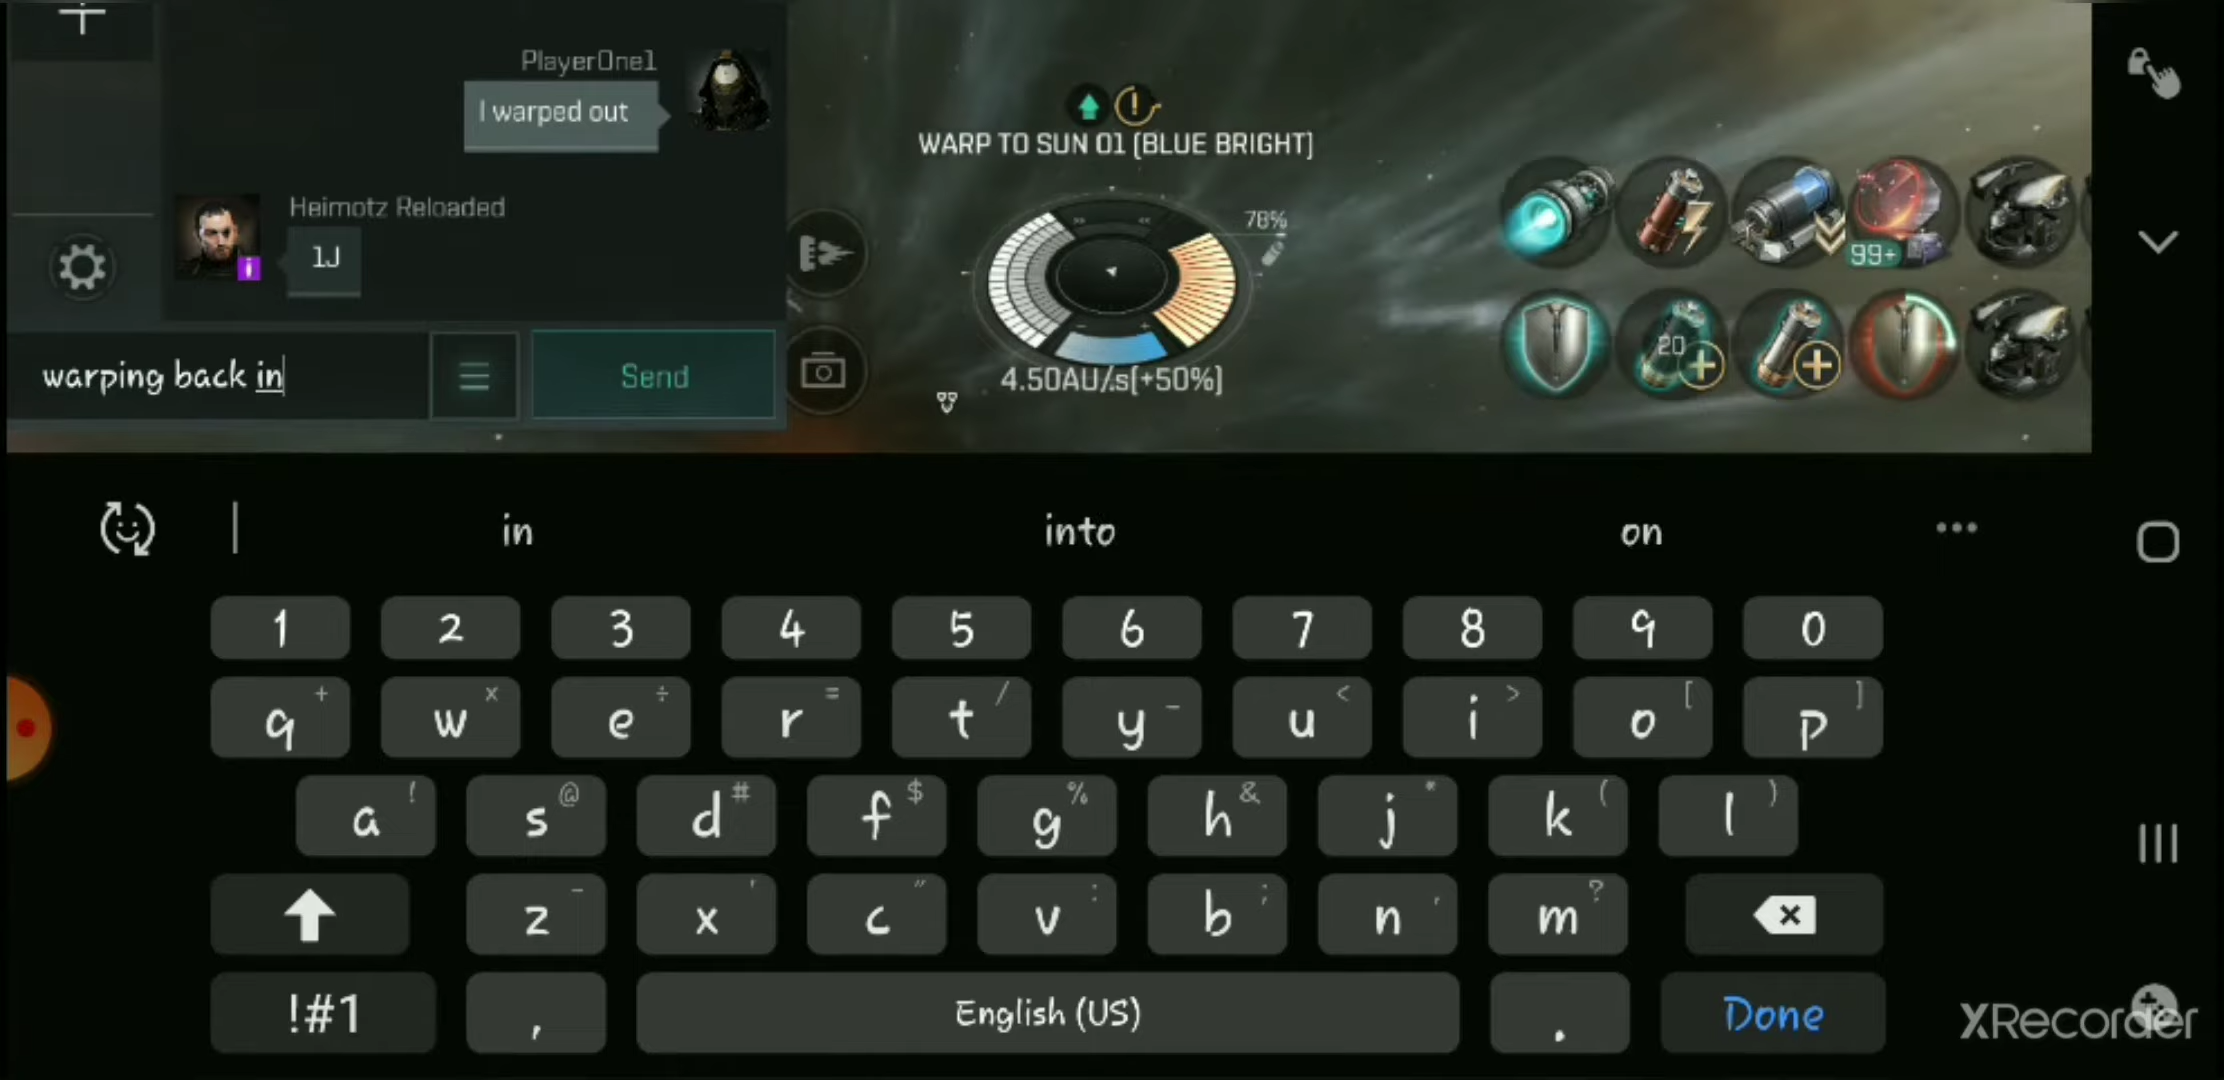 PlayerOne1
I warped out
Heimotz Reloaded
1J
warping back in
Send
WARP TO SUN 01 [BLUE BRIGHT]
78%
4.50AU/s[+50%]
99+
20
in into on
1 2 3 4 5 6 7 8 9 0
q + w × e ÷ r = t / y _ u < i > o [ p ]
a ! s @ d # f $ g % h & j * k ( l )
z - x ' c " v : b ; n , m ?
!#1 , English (US) . Done
XRecorder